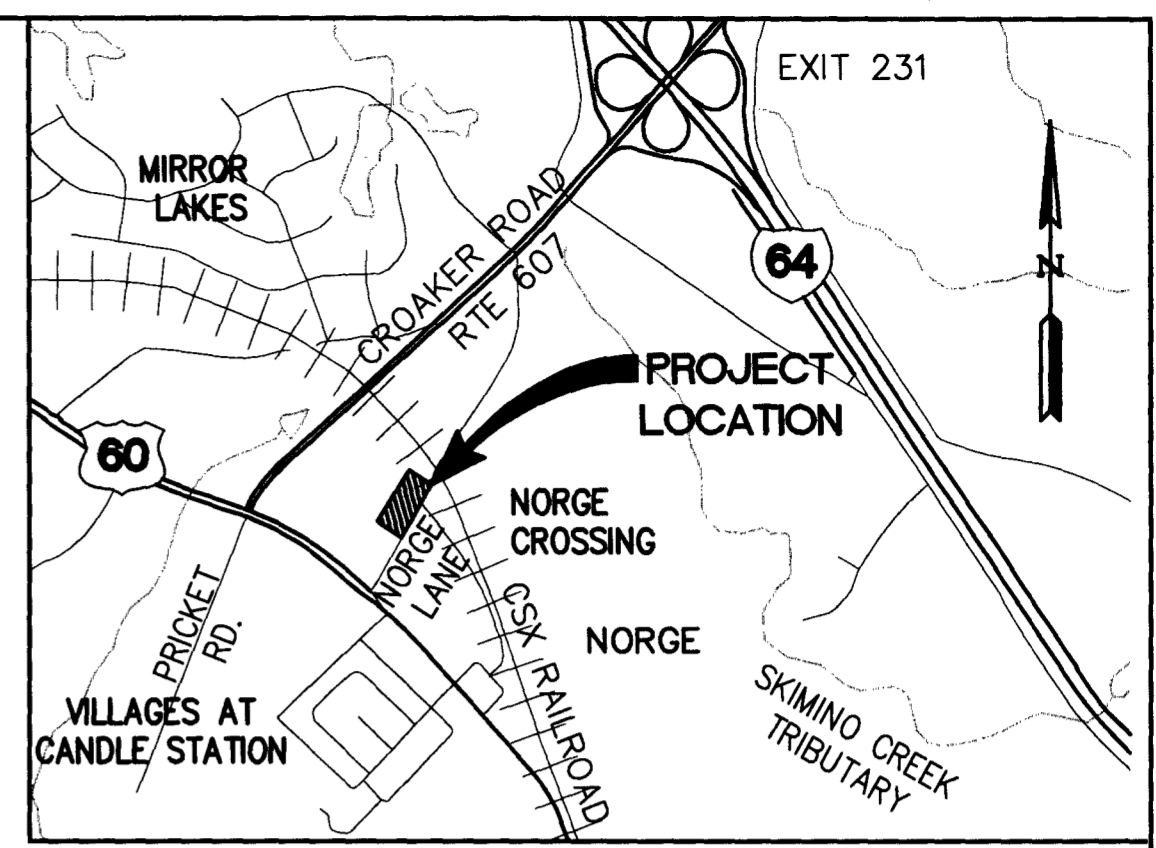 EXIT 231
MIRROR
LAKES
CROAKER ROAD
RTE 607
64
N
PROJECT
LOCATION
60
NORGE
CROSSING
NORGE
LANE
PRICKET
RD.
CSX RAILROAD
NORGE
VILLAGES AT
CANDLE STATION
SKIMINO CREEK
TRIBUTARY